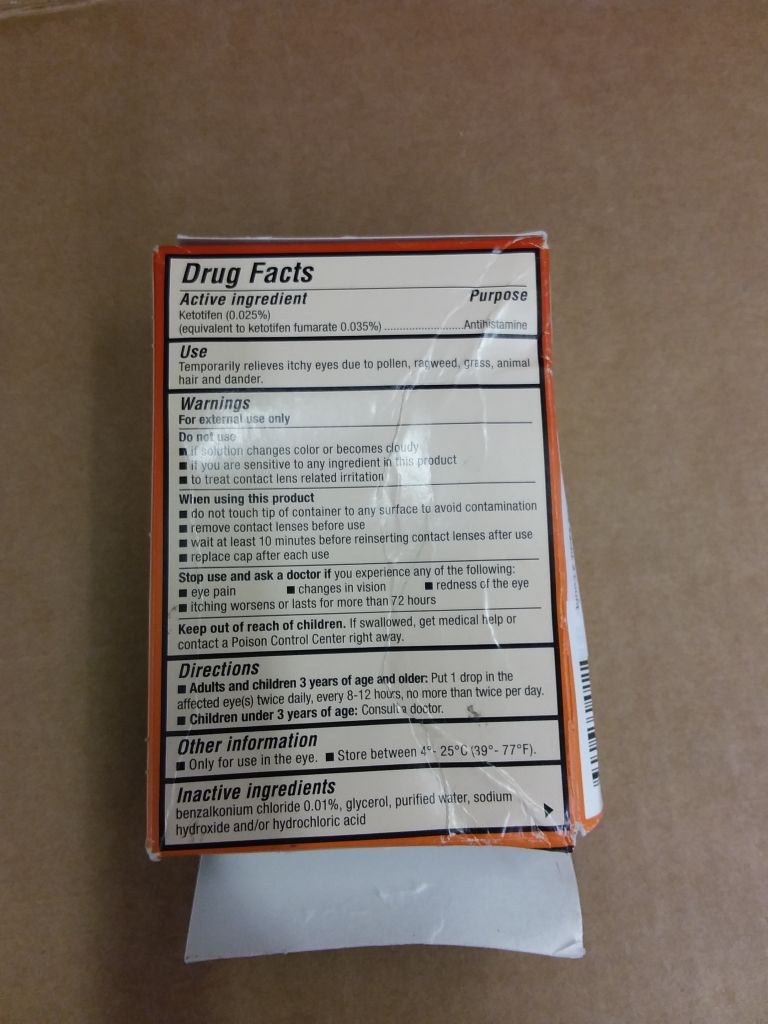 Drug Facts
Active ingredient Purpose
Ketotifen (0.025%)
(equivalent to ketotifen fumarate 0.035%) ........................Antihistamine
Use
Temporarily relieves itchy eyes due to pollen, ragweed, grass, animal
hair and dander.
Warnings
For external use only
Do not use
■ if solution changes color or becomes cloudy
■ if you are sensitive to any ingredient in this product
■ to treat contact lens related irritation
When using this product
■ do not touch tip of container to any surface to avoid contamination
■ remove contact lenses before use
■ wait at least 10 minutes before reinserting contact lenses after use
■ replace cap after each use
Stop use and ask a doctor if you experience any of the following:
■ eye pain ■ changes in vision ■ redness of the eye
■ itching worsens or lasts for more than 72 hours
Keep out of reach of children. If swallowed, get medical help or
contact a Poison Control Center right away.
Directions
■ Adults and children 3 years of age and older: Put 1 drop in the
affected eye(s) twice daily, every 8-12 hours, no more than twice per day.
■ Children under 3 years of age: Consult a doctor.
Other information
■ Only for use in the eye. ■ Store between 4°- 25°C (39°- 77°F).
Inactive ingredients
benzalkonium chloride 0.01%, glycerol, purified water, sodium
hydroxide and/or hydrochloric acid